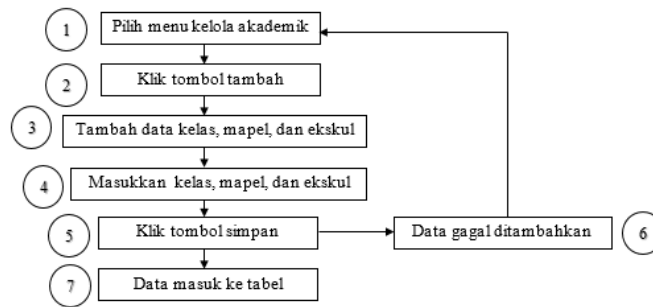 1
Pilih menu kelola akademik
2
Klik tombol tambah
3
Tambah data kelas, mapel, dan ekskul
4
Masukkan kelas, mapel, dan ekskul
5
Klik tombol simpan
Data gagal ditambahkan
6
7
Data masuk ke tabel